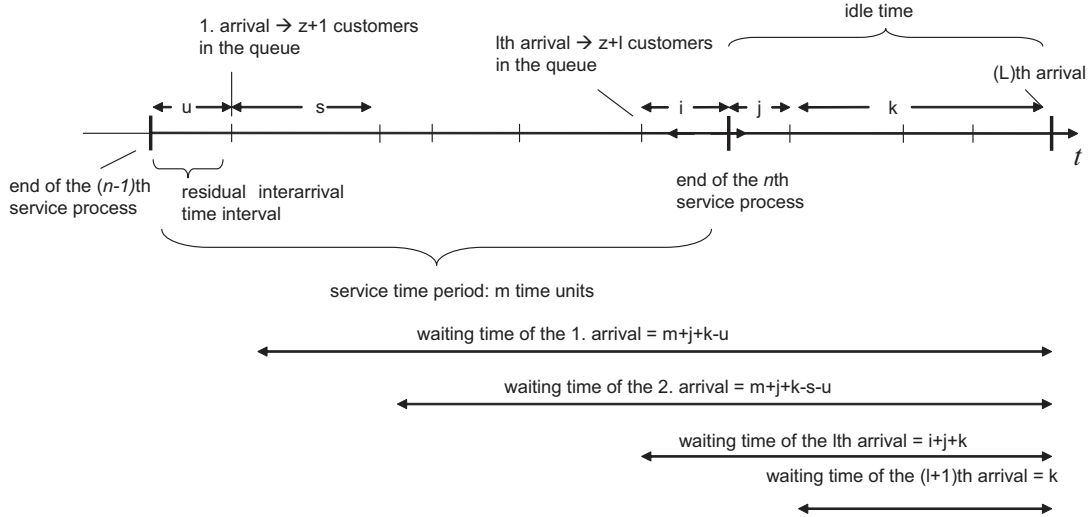 idle time
1. arrival → z+1 customers
in the queue
lth arrival → z+l customers
in the queue
(L)th arrival
u
s
i
j
k
t
end of the (n-1)th
service process
residual interarrival
time interval
end of the nth
service process
service time period: m time units
waiting time of the 1. arrival = m+j+k-u
waiting time of the 2. arrival = m+j+k-s-u
waiting time of the lth arrival = i+j+k
waiting time of the (l+1)th arrival = k